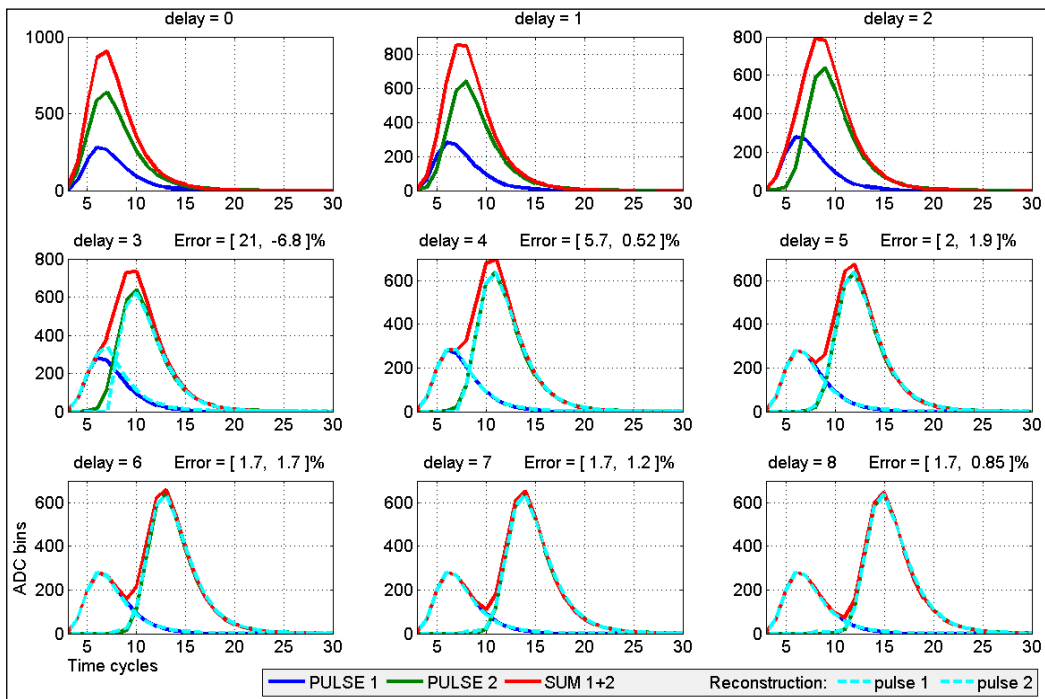 delay = 0
delay = 1
delay = 2
1000
500
0
5 10 15 20 25 30
800
600
400
200
0
5 10 15 20 25 30
800
600
400
200
0
5 10 15 20 25 30
delay = 3 Error = [ 21, -6.8 ]%
delay = 4 Error = [ 5.7, 0.52 ]%
delay = 5 Error = [ 2, 1.9 ]%
800
600
400
200
0
5 10 15 20 25 30
600
400
200
0
5 10 15 20 25 30
600
400
200
0
5 10 15 20 25 30
delay = 6 Error = [ 1.7, 1.7 ]%
delay = 7 Error = [ 1.7, 1.2 ]%
delay = 8 Error = [ 1.7, 0.85 ]%
ADC bins
600
400
200
0
5 10 15 20 25 30
600
400
200
0
5 10 15 20 25 30
600
400
200
0
5 10 15 20 25 30
Time cycles
PULSE 1 PULSE 2 SUM 1+2 Reconstruction: pulse 1 pulse 2